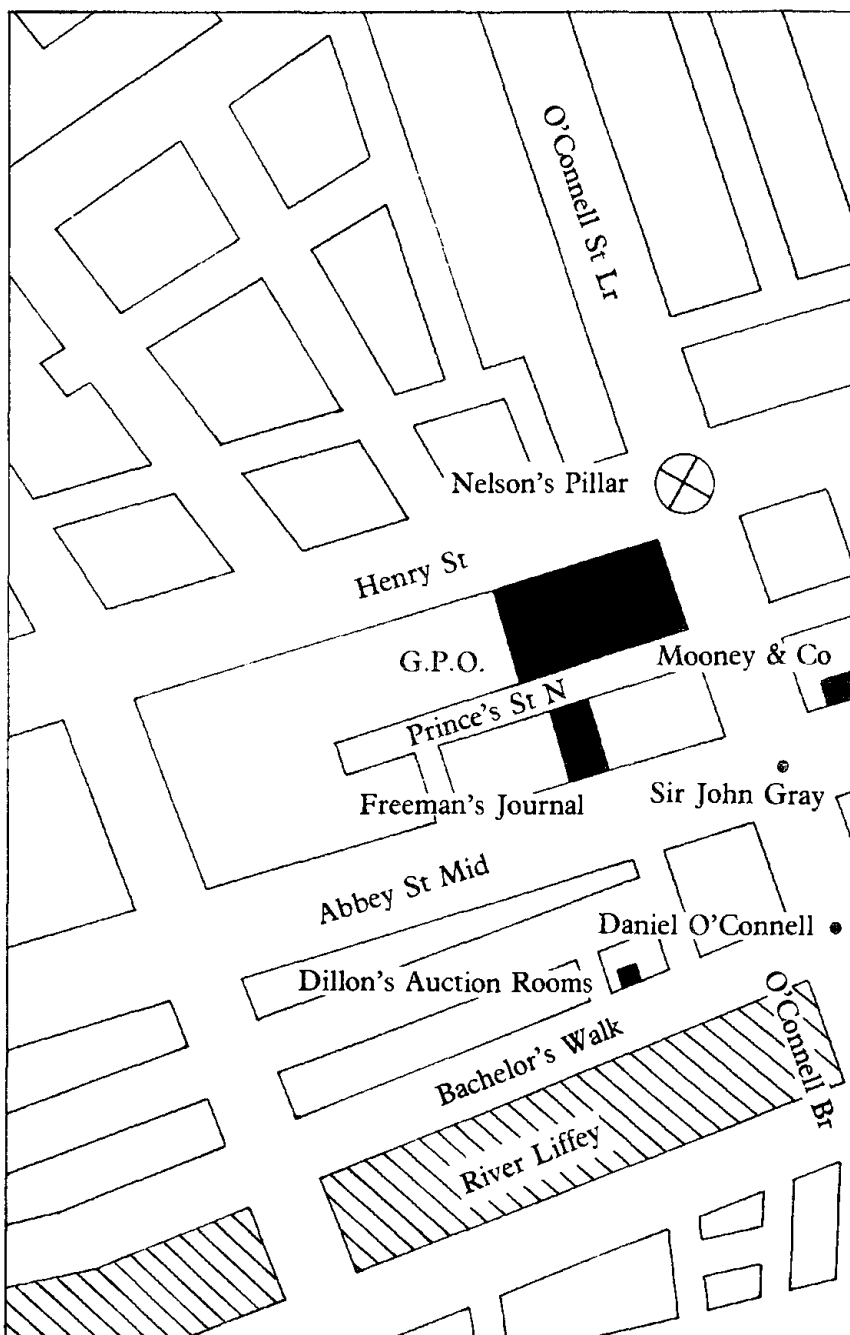 O'Connell St Lr
Nelson's Pillar
Henry St
G.P.O.
Mooney & Co
Prince's St N
Freeman's Journal
Sir John Gray
Abbey St Mid
Daniel O'Connell
Dillon's Auction Rooms
O'Connell Br
Bachelor's Walk
River Liffey